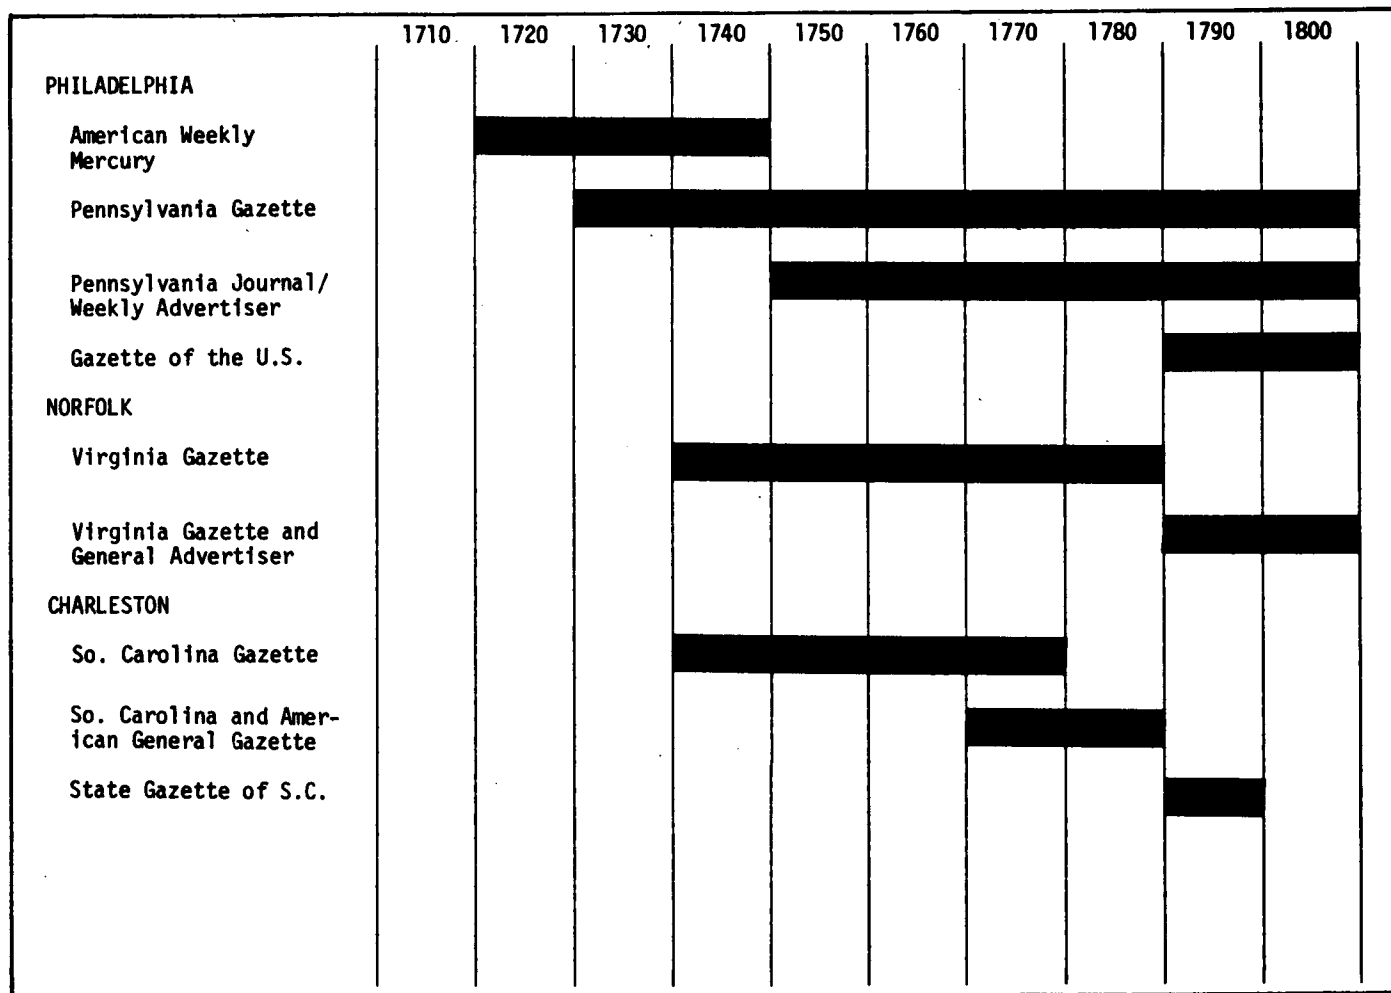 1710 1720 1730 1740 1750 1760 1770 1780 1790 1800
PHILADELPHIA
American Weekly
Mercury
Pennsylvania Gazette
Pennsylvania Journal/
Weekly Advertiser
Gazette of the U.S.
NORFOLK
Virginia Gazette
Virginia Gazette and
General Advertiser
CHARLESTON
So. Carolina Gazette
So. Carolina and Amer-
ican General Gazette
State Gazette of S.C.